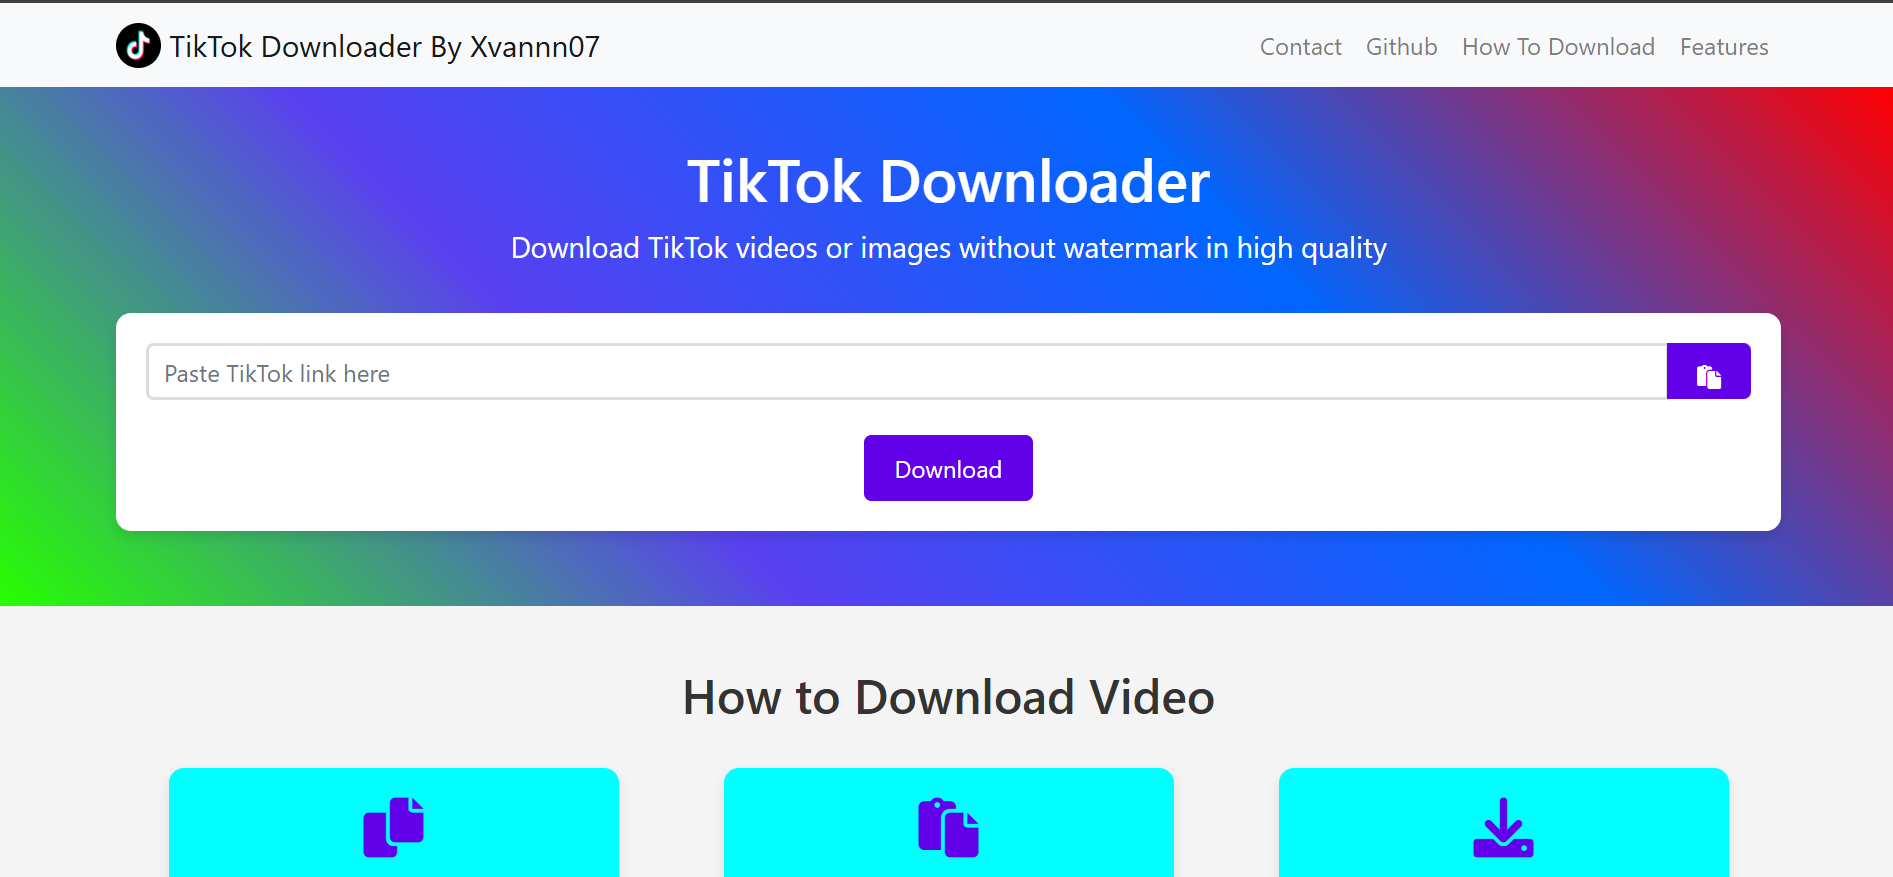 TikTok Downloader By Xvannn07
Contact Github How To Download Features
TikTok Downloader
Download TikTok videos or images without watermark in high quality
Paste TikTok link here
Download
How to Download Video